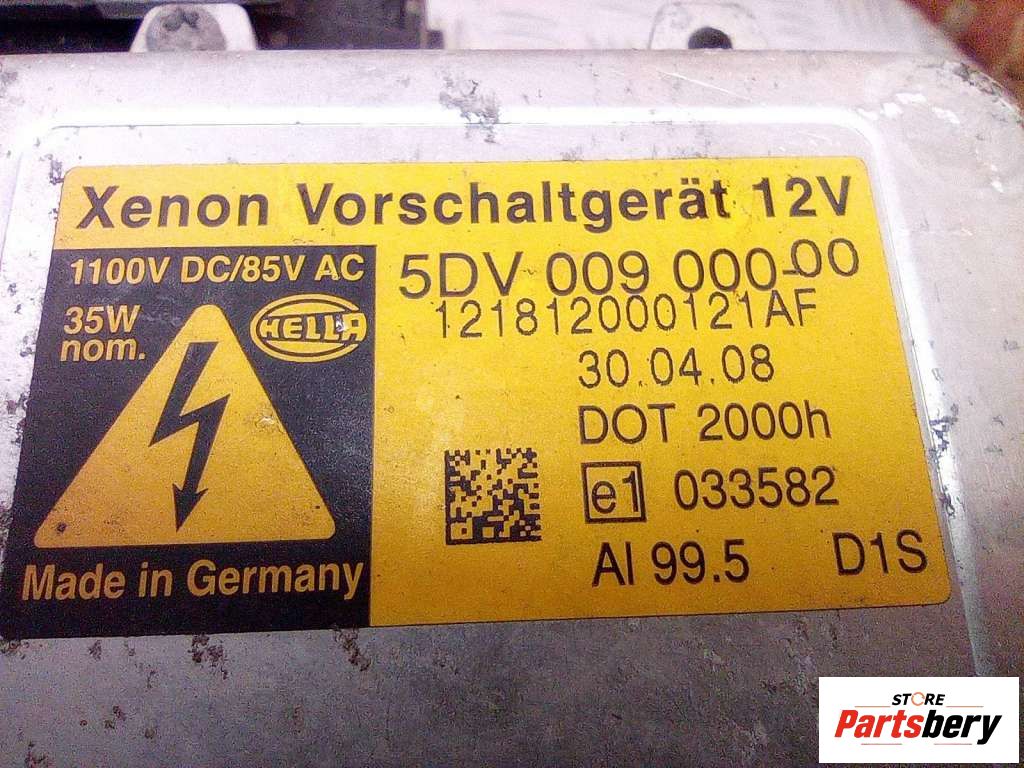 Xenon Vorschaltgerät 12V
1100V DC/85V AC
35W
nom.
HELLA
Made in Germany
5DV 009 000-00
121812000121AF
30.04.08
DOT 2000h
e1 033582
Al 99.5 D1S
STORE
Partsbery